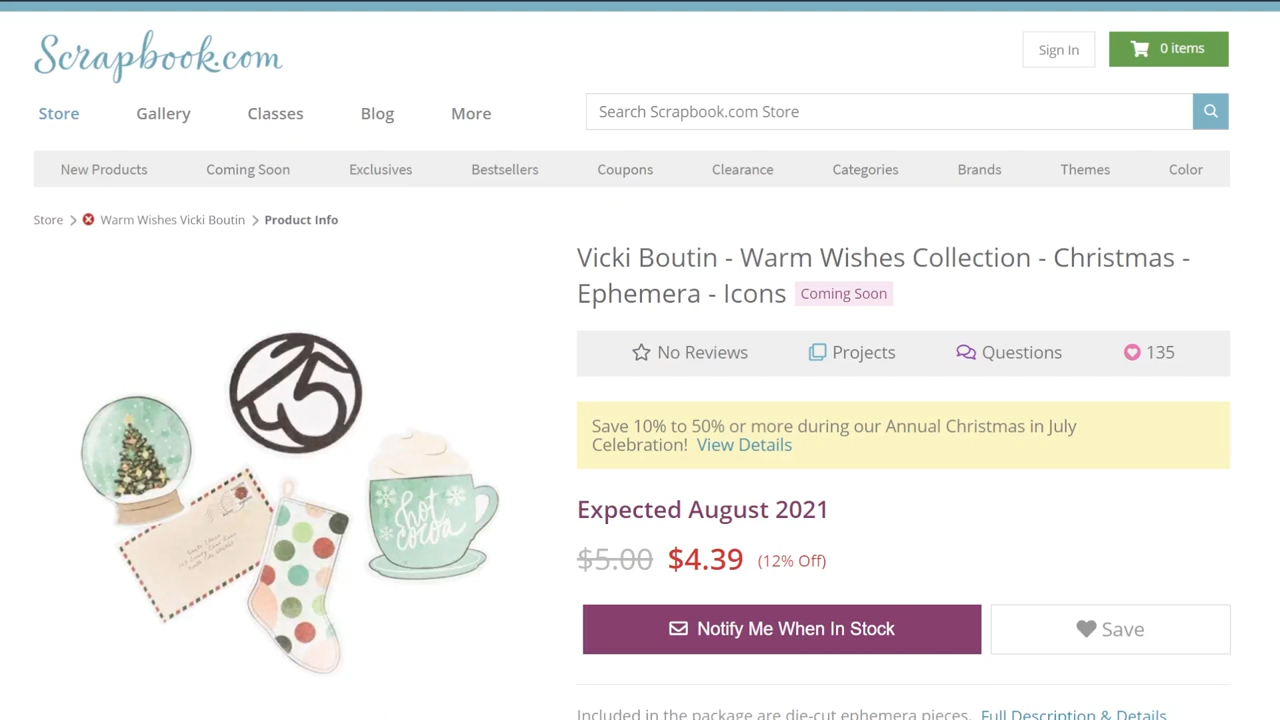 Scrapbook.com
Sign In
0 items
Store Gallery Classes Blog More
Search Scrapbook.com Store
New Products Coming Soon Exclusives Bestsellers Coupons Clearance Categories Brands Themes Color
Store > Warm Wishes Vicki Boutin > Product Info
Vicki Boutin - Warm Wishes Collection - Christmas -
Ephemera - Icons Coming Soon
No Reviews Projects Questions 135
Save 10% to 50% or more during our Annual Christmas in July
Celebration! View Details
Expected August 2021
$5.00 $4.39 (12% Off)
Notify Me When In Stock Save
Included in the package are die-cut ephemera pieces. Full Description & Details
25
hot
cocoa